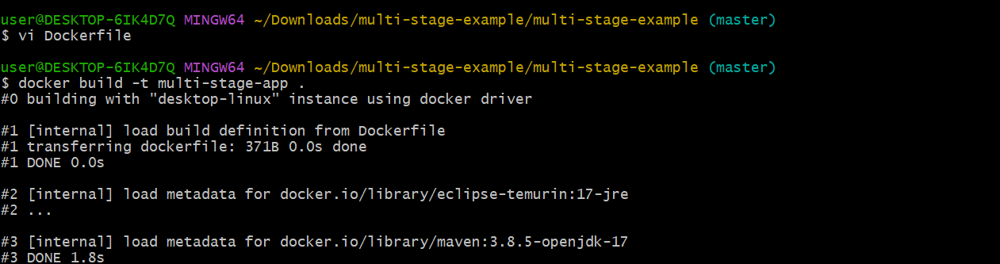 user@DESKTOP-6IK4D7Q MINGW64 ~/Downloads/multi-stage-example/multi-stage-example (master)
$ vi Dockerfile
user@DESKTOP-6IK4D7Q MINGW64 ~/Downloads/multi-stage-example/multi-stage-example (master)
$ docker build -t multi-stage-app .
#0 building with "desktop-linux" instance using docker driver
#1 [internal] load build definition from Dockerfile
#1 transferring dockerfile: 371B 0.0s done
#1 DONE 0.0s
#2 [internal] load metadata for docker.io/library/eclipse-temurin:17-jre
#2 ...
#3 [internal] load metadata for docker.io/library/maven:3.8.5-openjdk-17
#3 DONE 1.8s